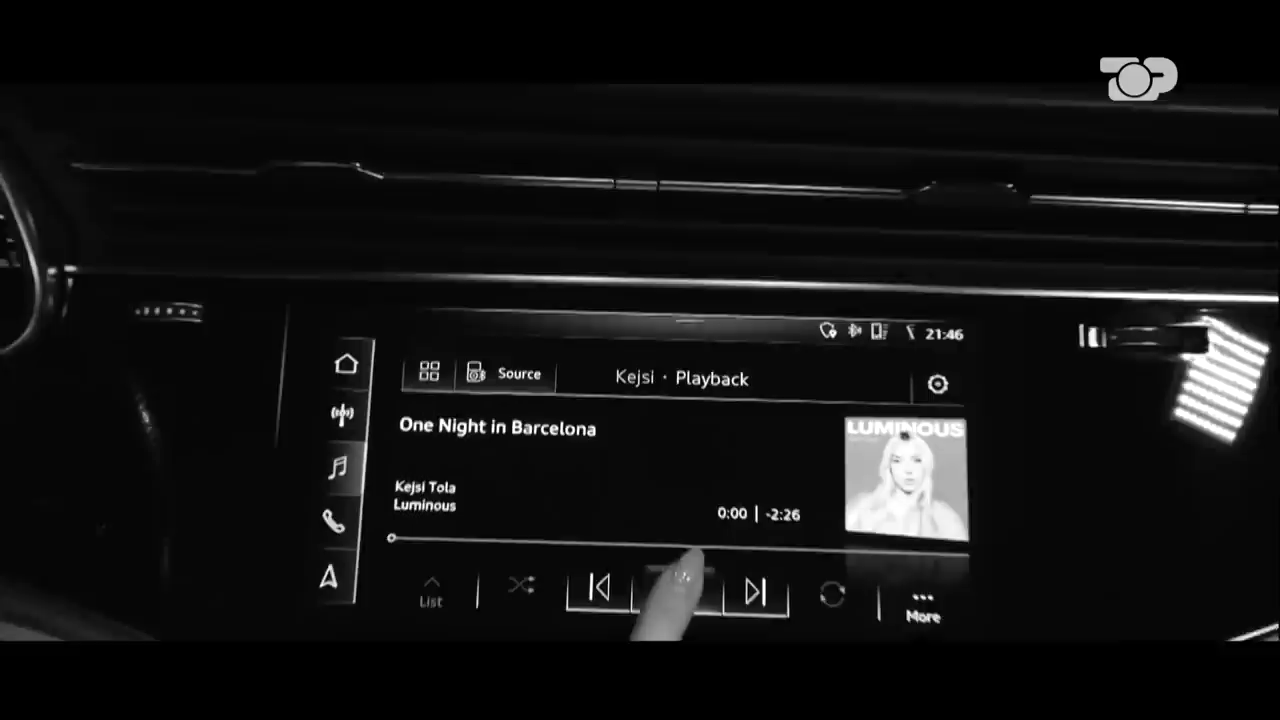 TOP
21:46
Source
Kejsi · Playback
One Night in Barcelona
LUMINOUS
Kejsi Tola
Luminous
0:00 | -2:26
List
More